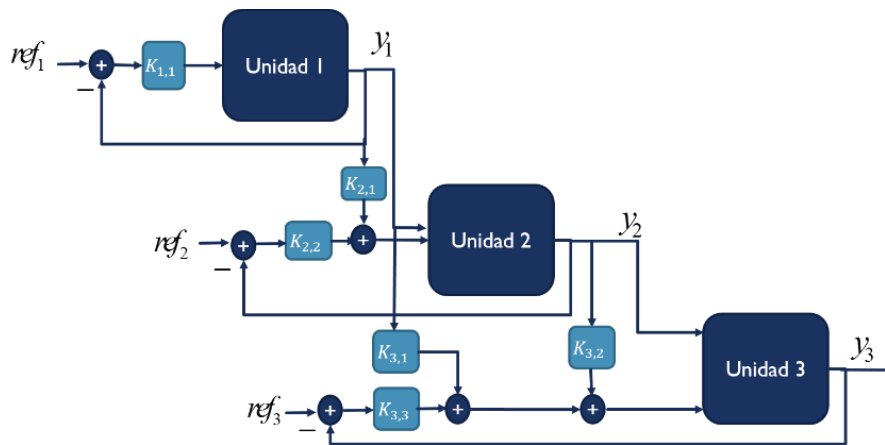 y₁
ref₁
+
K₁,₁
Unidad 1
−
K₂,₁
ref₂
+
K₂,₂
+
Unidad 2
y₂
−
K₃,₁
K₃,₂
Unidad 3
y₃
ref₃
+
K₃,₃
+
+
−